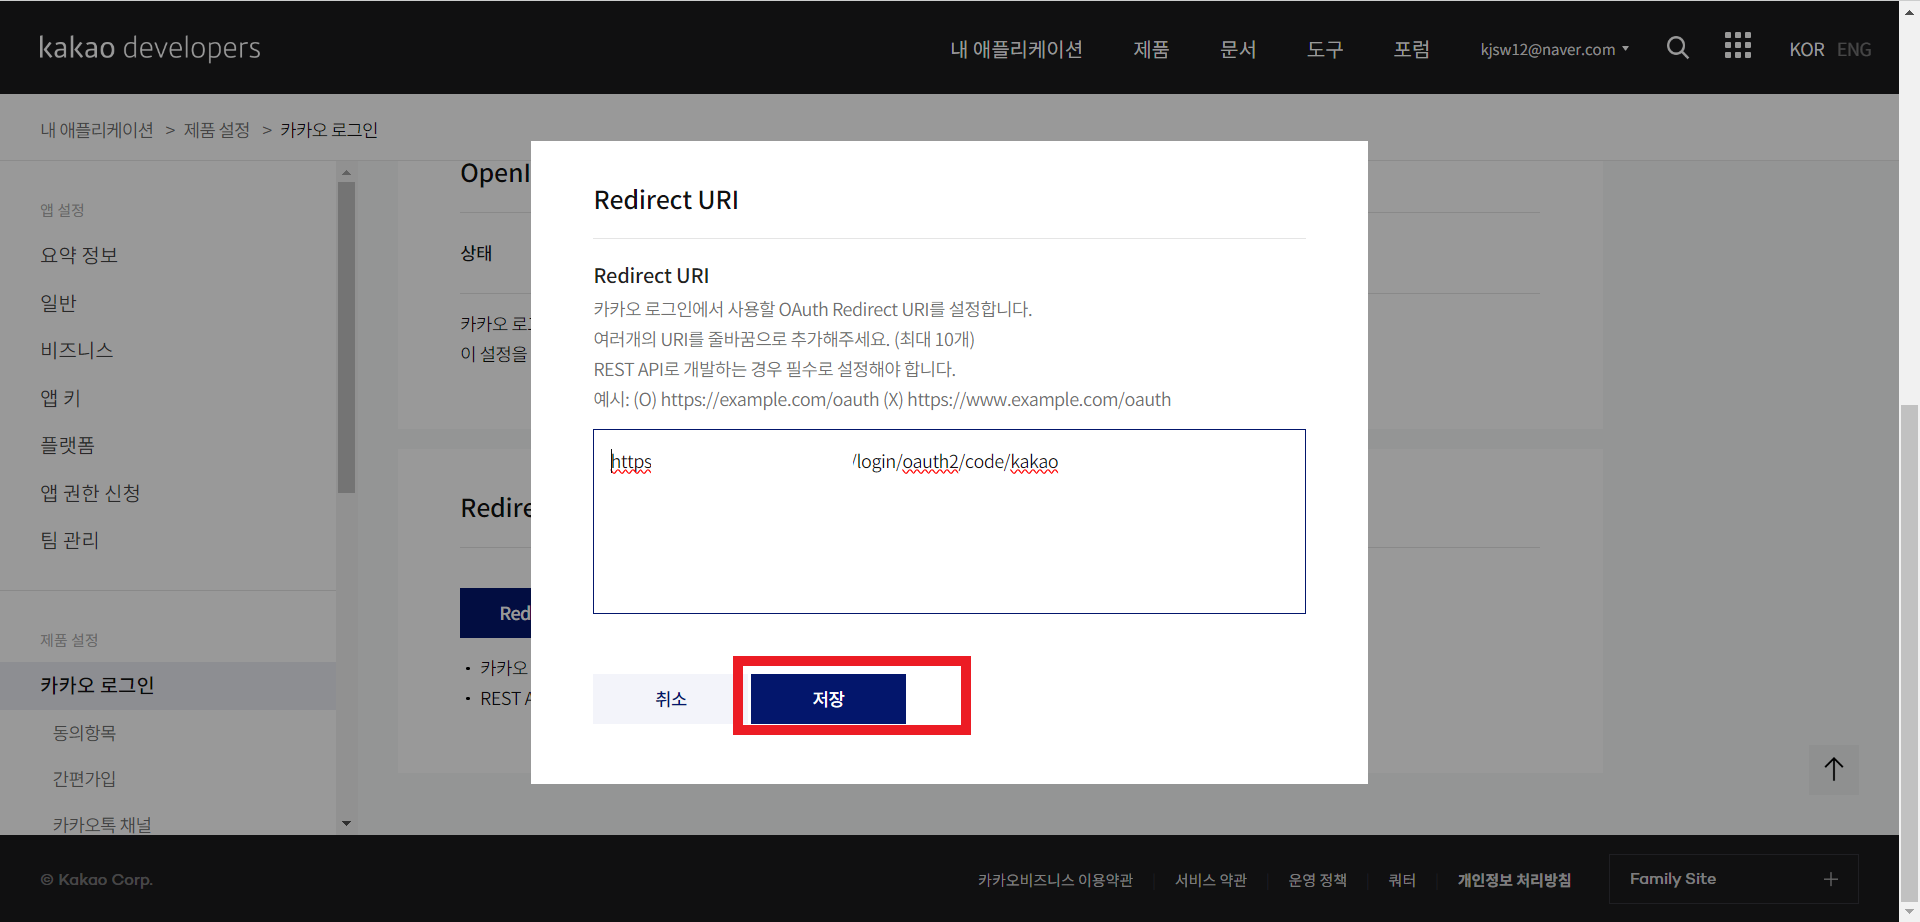 kakao developers
내 애플리케이션 제품 문서 도구 포럼 kjsw12@naver.com KOR ENG
내 애플리케이션 > 제품 설정 > 카카오 로그인
앱 설정
요약 정보
일반
비즈니스
앱 키
플랫폼
앱 권한 신청
팀 관리
제품 설정
카카오 로그인
동의항목
간편가입
카카오톡 채널
OpenI
상태
카카오 로그
이 설정을
Redire
Red
• 카카오
• REST A
Redirect URI
Redirect URI
카카오 로그인에서 사용할 OAuth Redirect URI를 설정합니다.
여러개의 URI를 줄바꿈으로 추가해주세요. (최대 10개)
REST API로 개발하는 경우 필수로 설정해야 합니다.
예시: (O) https://example.com/oauth (X) https://www.example.com/oauth
https /login/oauth2/code/kakao
취소 저장
© Kakao Corp.
카카오비즈니스 이용약관 서비스 약관 운영 정책 쿼터 개인정보 처리방침 Family Site